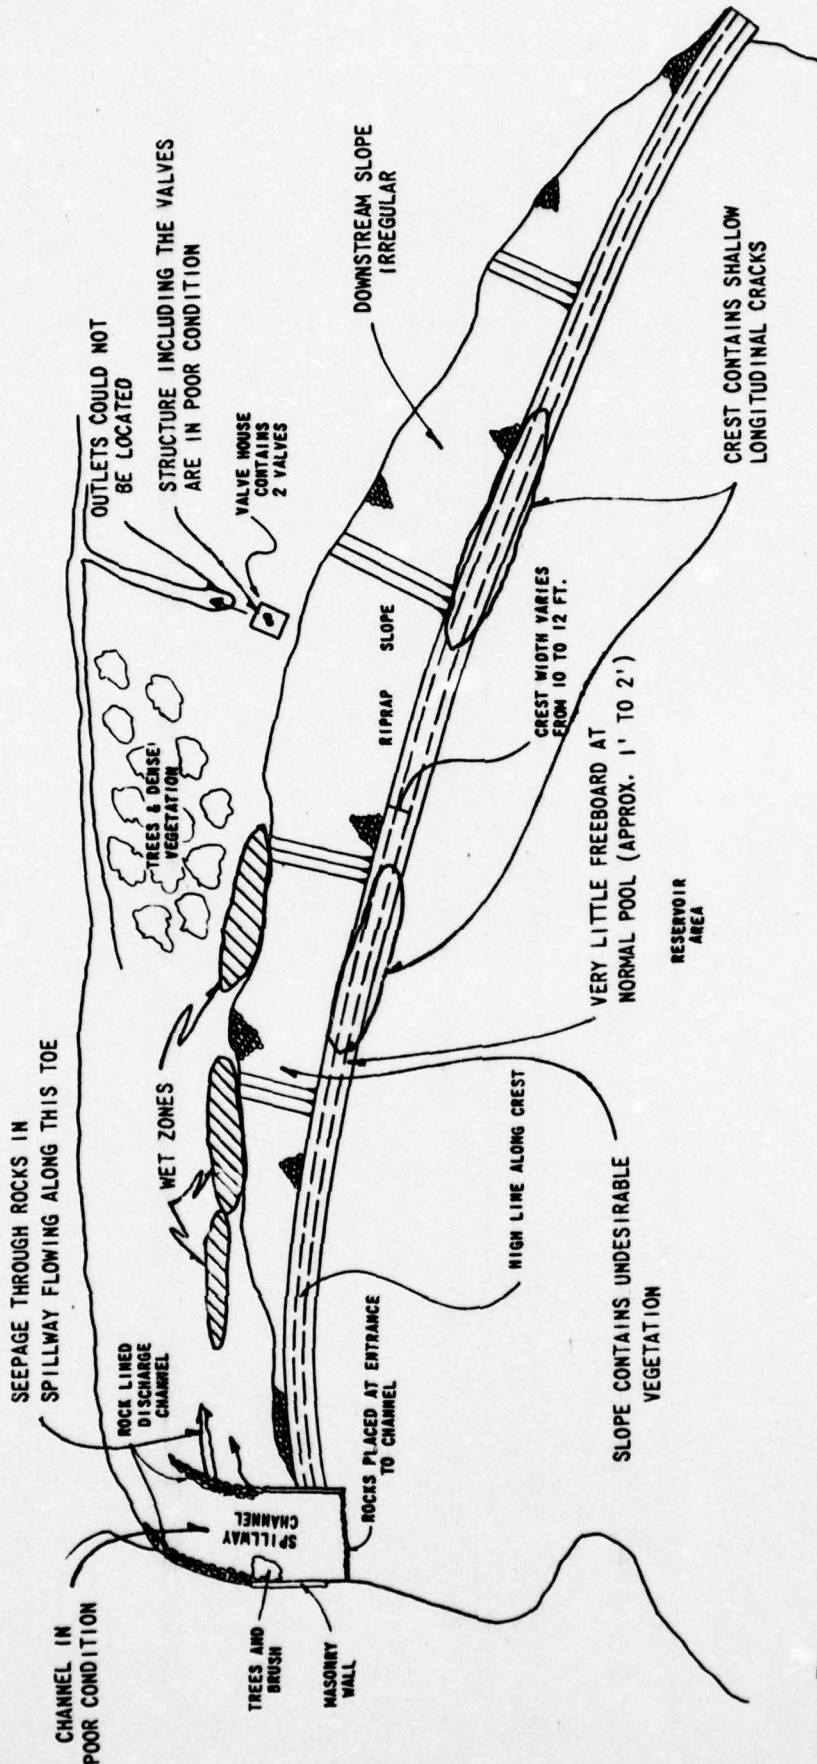 SEEPAGE THROUGH ROCKS IN
SPILLWAY FLOWING ALONG THIS TOE
CHANNEL IN
POOR CONDITION
ROCK LINED
DISCHARGE
CHANNEL
WET ZONES
TREES & DENSE
VEGETATION
OUTLETS COULD NOT
BE LOCATED
STRUCTURE INCLUDING THE VALVES
ARE IN POOR CONDITION
VALVE HOUSE
CONTAINS
2 VALVES
DOWNSTREAM SLOPE
IRREGULAR
TREES AND
BRUSH
MASONRY
WALL
SPILLWAY
CHANNEL
ROCKS PLACED AT ENTRANCE
TO CHANNEL
RIPRAP SLOPE
HIGH LINE ALONG CREST
CREST WIDTH VARIES
FROM 10 TO 12 FT.
VERY LITTLE FREEBOARD AT
NORMAL POOL (APPROX. 1' TO 2')
CREST CONTAINS SHALLOW
LONGITUDINAL CRACKS
SLOPE CONTAINS UNDESIRABLE
VEGETATION
RESERVOIR
AREA